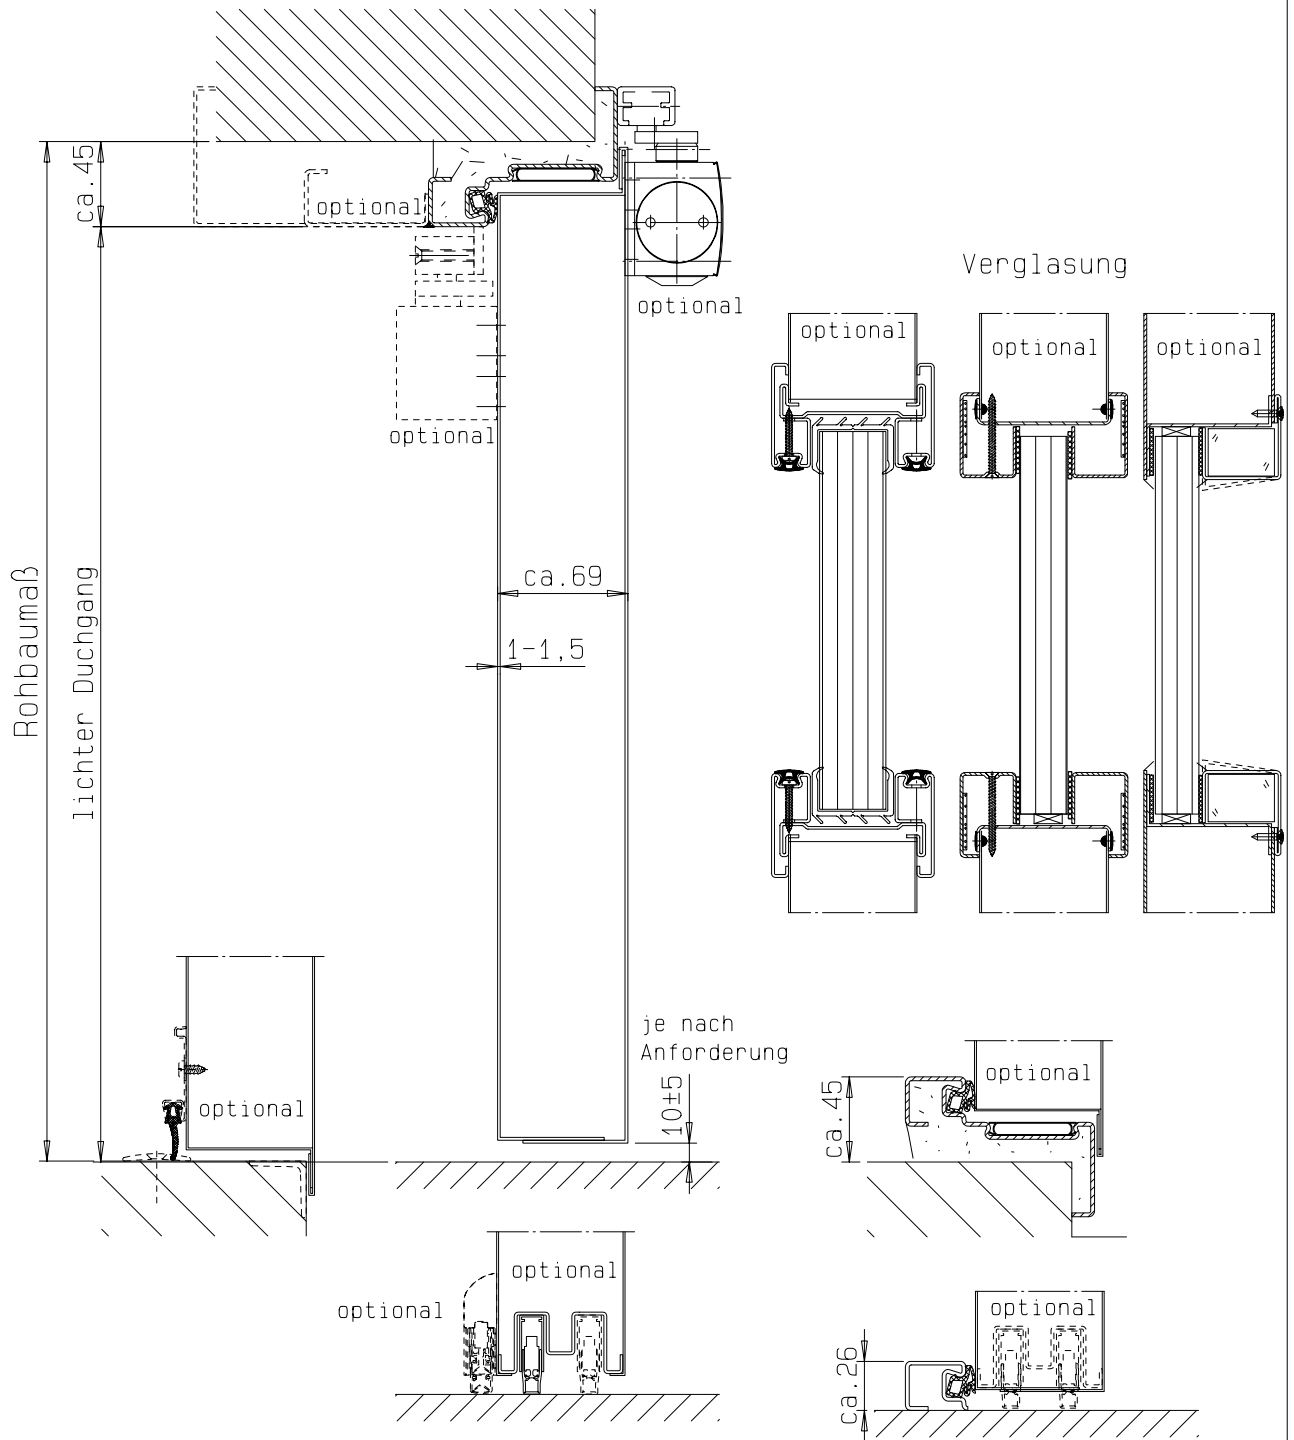 ca.45
optional
optional
optional
Verglasung
optional
optional
optional
Rohbaumaß
lichter Duchgang
ca.69
1-1,5
je nach
Anforderung
10±5
optional
ca.45
optional
optional
optional
ca.26
optional